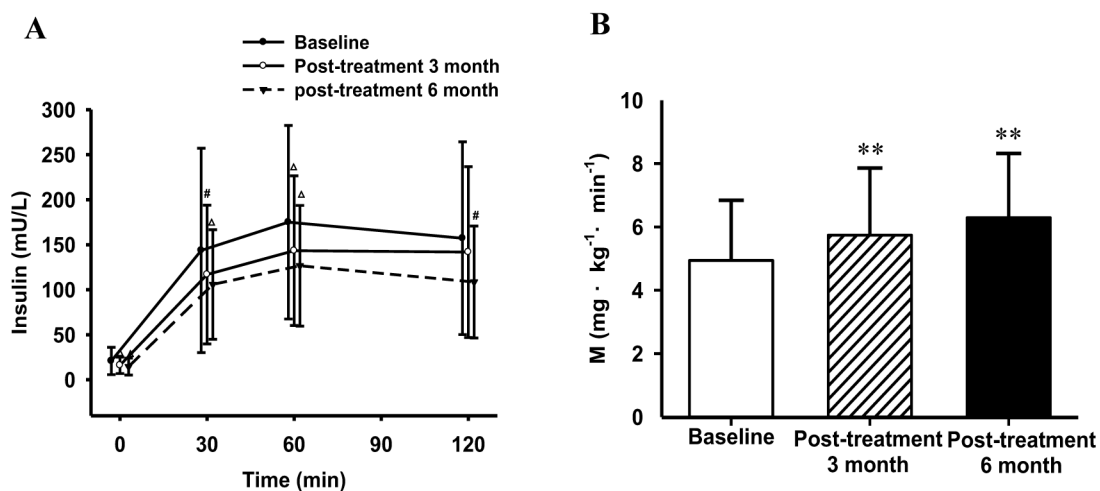 A
Baseline
Post-treatment 3 month
post-treatment 6 month
Insulin (mU/L)
300
250
200
150
100
50
0
#
Δ
Δ
Δ
#
Δ
Δ
0
30
60
90
120
Time (min)
B
M (mg · kg⁻¹· min⁻¹)
10
8
6
4
2
0
**
**
Baseline
Post-treatment
3 month
Post-treatment
6 month